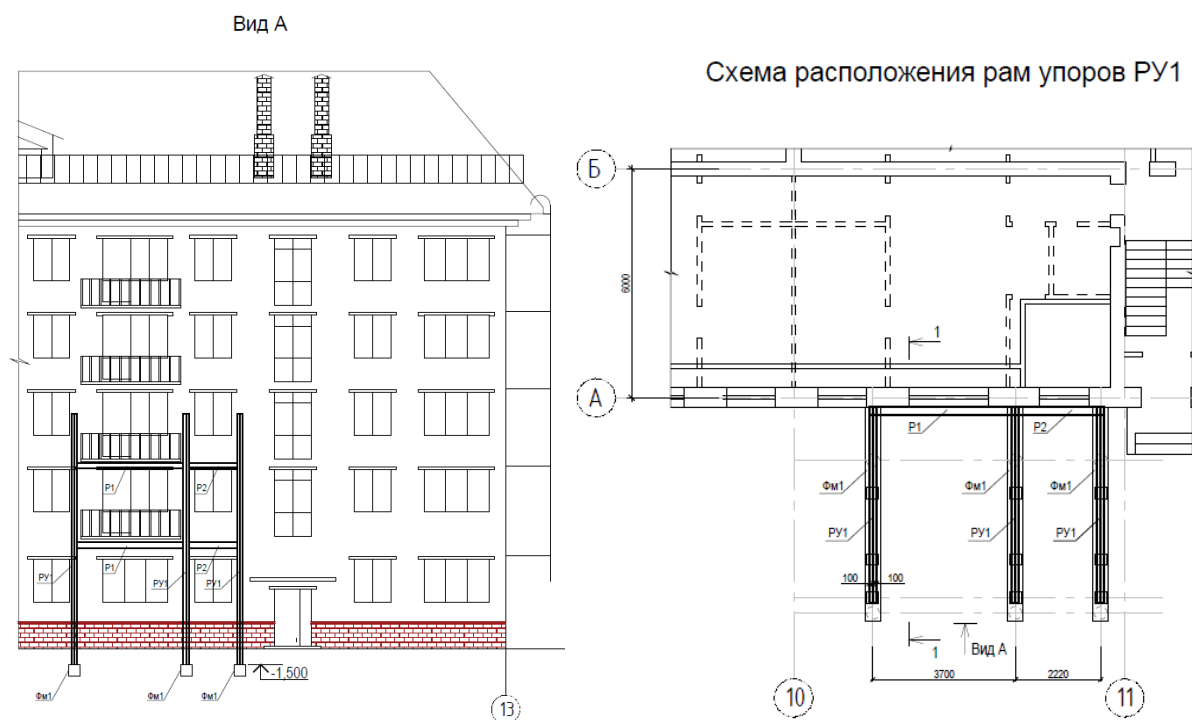 Вид А
Р1
Р2
Р1
Р2
РУ1
РУ1
РУ1
-1,500
Фм1
Фм1
Фм1
13
Схема расположения рам упоров РУ1
Б
6000
1
А
Р1
Р2
Фм1
Фм1
Фм1
РУ1
РУ1
РУ1
100
100
1
Вид А
3700
2220
10
11